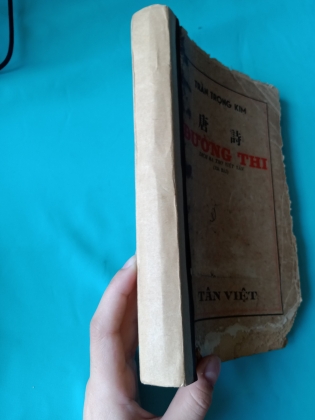 TRẦN TRỌNG KIM
唐 詩
ĐƯỜNG THI
TÂN VIỆT